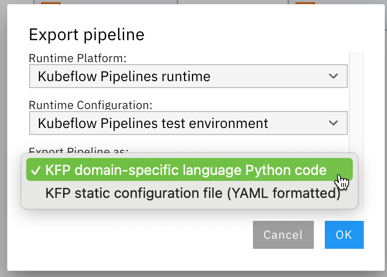 Export pipeline
Runtime Platform:
Kubeflow Pipelines runtime
Runtime Configuration:
Kubeflow Pipelines test environment
Export Pipeline as:
✓ KFP domain-specific language Python code
KFP static configuration file (YAML formatted)
Cancel OK